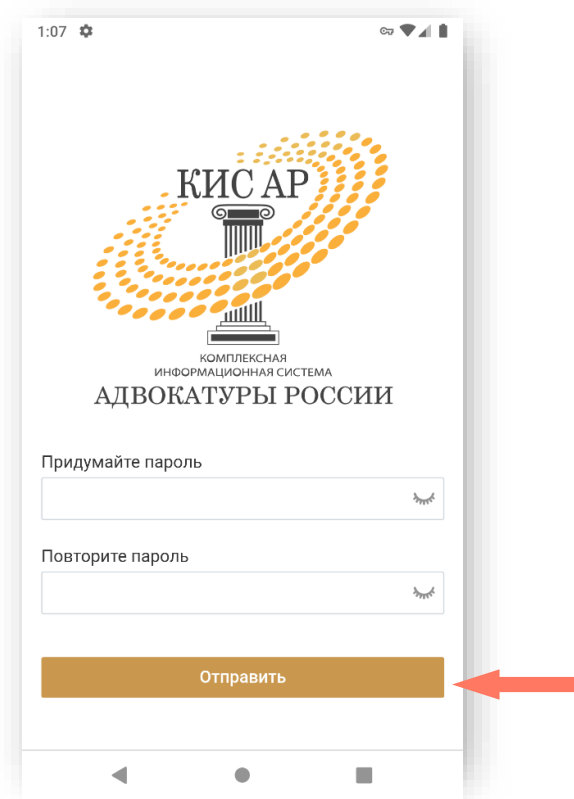 1:07
КИС АР
КОМПЛЕКСНАЯ
ИНФОРМАЦИОННАЯ СИСТЕМА
АДВОКАТУРЫ РОССИИ
Придумайте пароль
Повторите пароль
Отправить